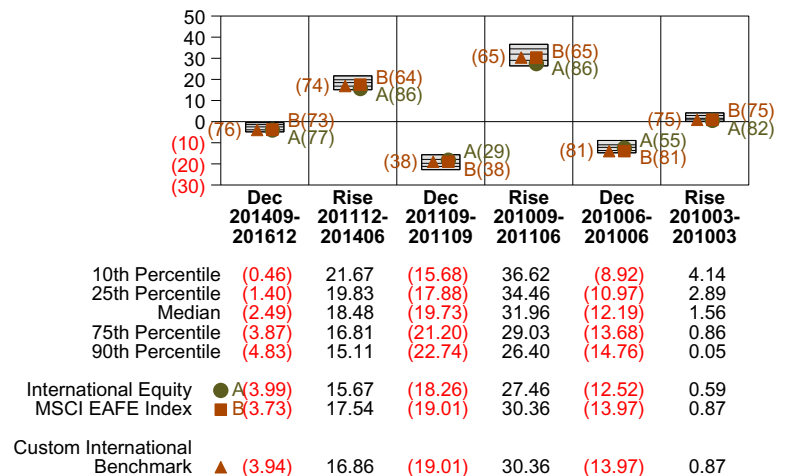 50
40
30
20
10
0
(10)
(20)
(30)
(76)
B(73)
A(77)
(74)
B(64)
A(86)
(38)
A(29)
B(38)
(65)
B(65)
A(86)
(81)
A(55)
B(81)
(75)
B(75)
A(82)
Dec Rise Dec Rise Dec Rise
201409- 201112- 201109- 201009- 201006- 201003-
201612 201406 201109 201106 201006 201003
10th Percentile (0.46) 21.67 (15.68) 36.62 (8.92) 4.14
25th Percentile (1.40) 19.83 (17.88) 34.46 (10.97) 2.89
Median (2.49) 18.48 (19.73) 31.96 (12.19) 1.56
75th Percentile (3.87) 16.81 (21.20) 29.03 (13.68) 0.86
90th Percentile (4.83) 15.11 (22.74) 26.40 (14.76) 0.05
International Equity A (3.99) 15.67 (18.26) 27.46 (12.52) 0.59
MSCI EAFE Index B (3.73) 17.54 (19.01) 30.36 (13.97) 0.87
Custom International
Benchmark (3.94) 16.86 (19.01) 30.36 (13.97) 0.87